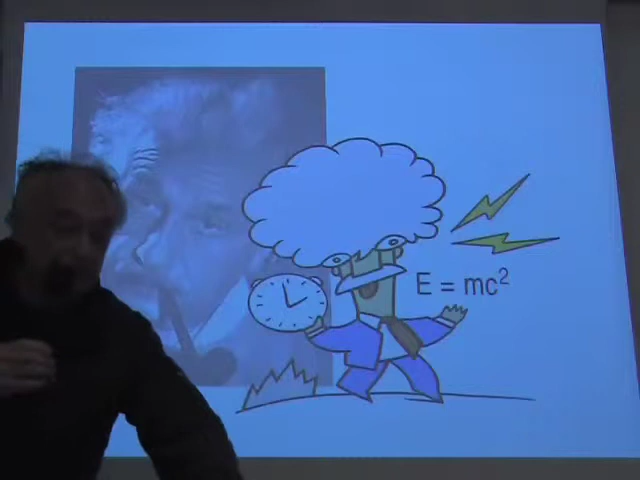 E = mc²